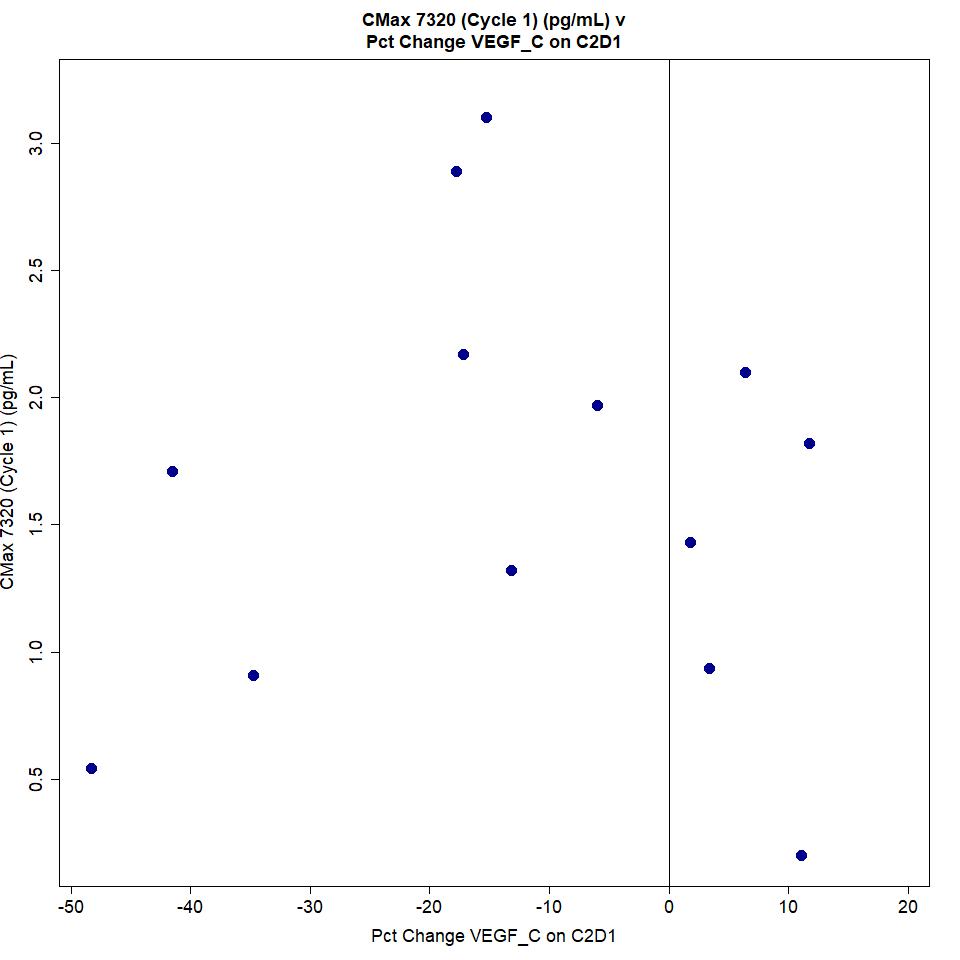 CMax 7320 (Cycle 1) (pg/mL) v
Pct Change VEGF_C on C2D1
CMax 7320 (Cycle 1) (pg/mL)
3.0
2.5
2.0
1.5
1.0
0.5
-50 -40 -30 -20 -10 0 10 20
Pct Change VEGF_C on C2D1